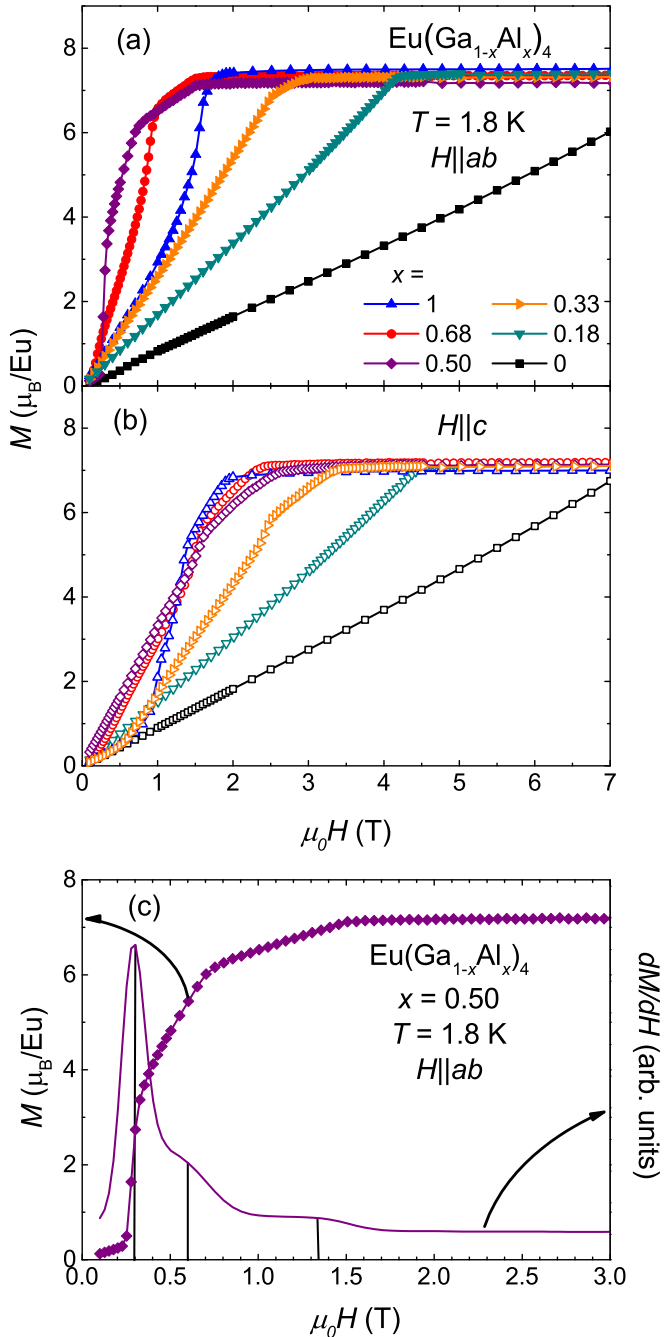 (a)
Eu(Ga1-xAlx)4
T = 1.8 K
H||ab
x =
1
0.33
0.68
0.18
0.50
0
8
6
4
2
0
M (μB/Eu)
(b)
H||c
8
6
4
2
0
0 1 2 3 4 5 6 7
μ0H (T)
(c)
Eu(Ga1-xAlx)4
x = 0.50
T = 1.8 K
H||ab
8
6
4
2
0
M (μB/Eu)
dM/dH (arb. units)
0.0 0.5 1.0 1.5 2.0 2.5 3.0
μ0H (T)